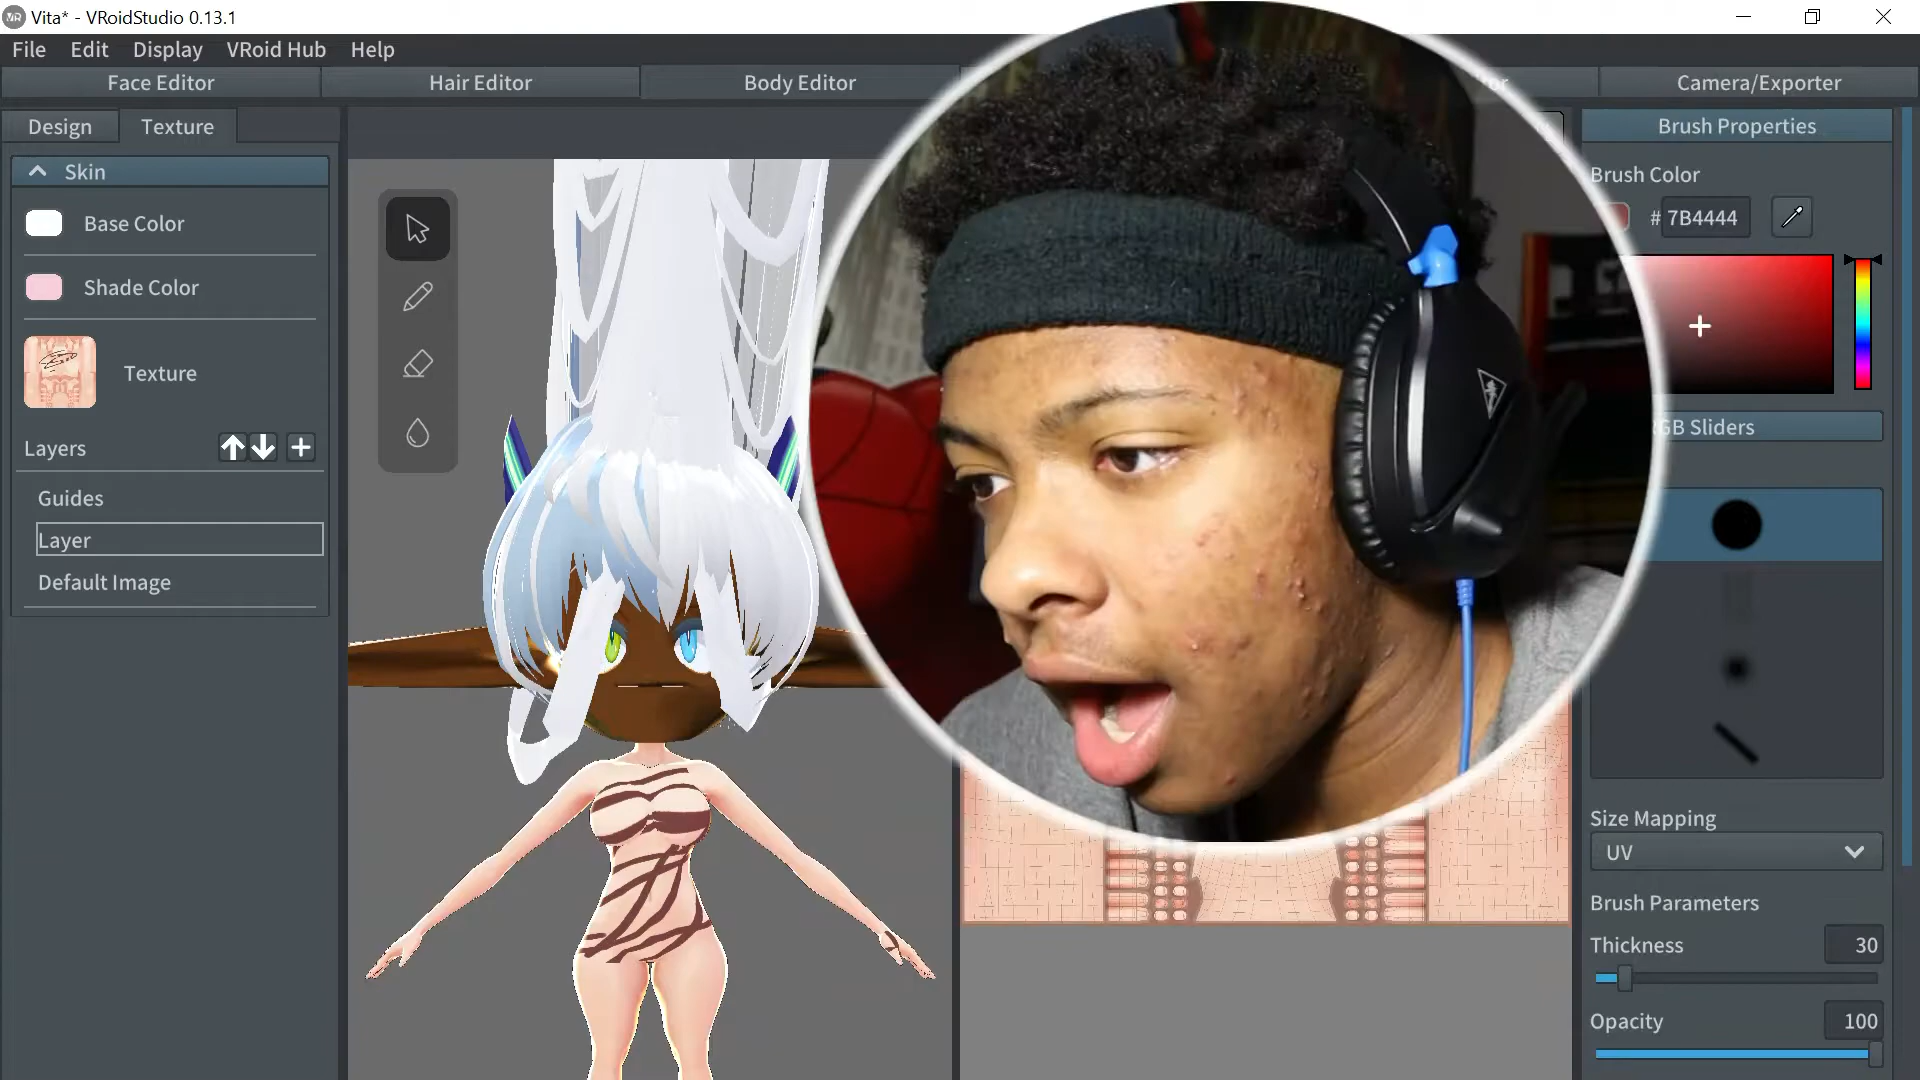 Vita* - VRoidStudio 0.13.1
File Edit Display VRoid Hub Help
Face Editor Hair Editor Body Editor Camera/Exporter
Design Texture
Skin
Base Color
Shade Color
Texture
Layers
Guides
Layer
Default Image
Brush Properties
Brush Color
# 7B4444
GB Sliders
Size Mapping
UV
Brush Parameters
Thickness 30
Opacity 100